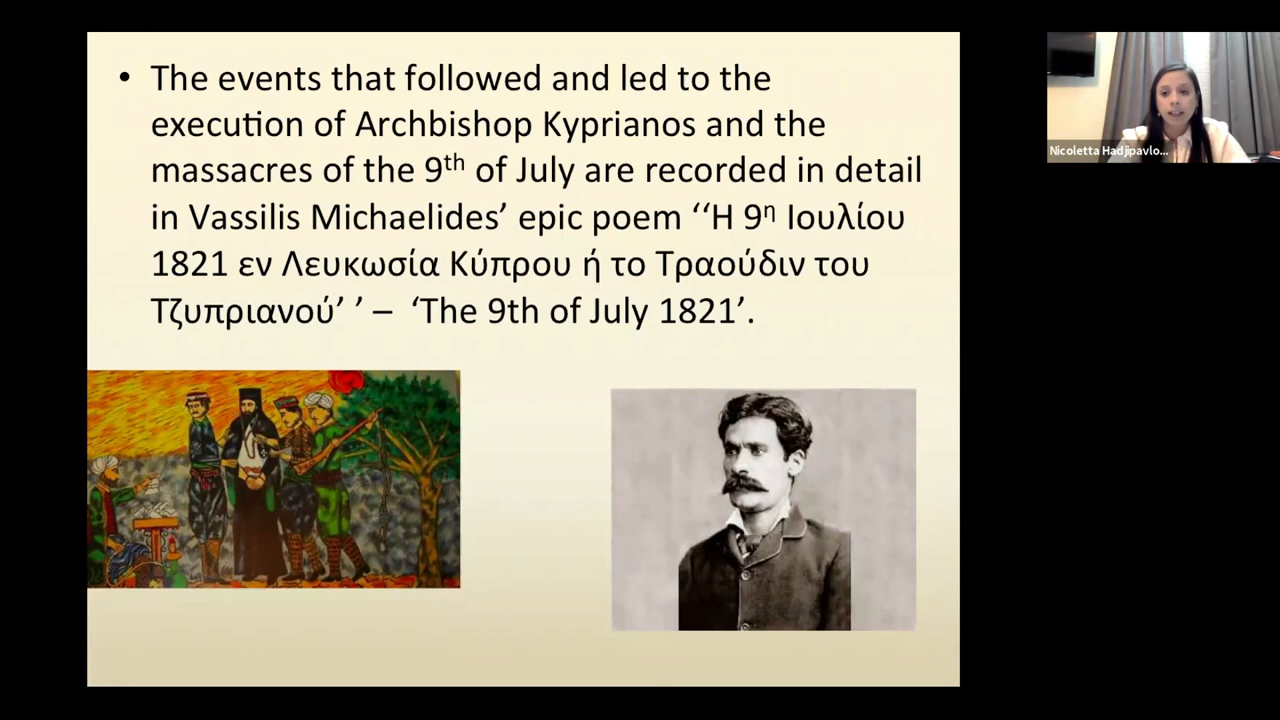 • The events that followed and led to the
execution of Archbishop Kyprianos and the
massacres of the 9th of July are recorded in detail
in Vassilis Michaelides’ epic poem ‘‘Η 9η Ιουλίου
1821 εν Λευκωσία Κύπρου ή το Τραούδιν του
Τζυπριανού’ ’ – ‘The 9th of July 1821’.
Nicoletta Hadjipavlo...